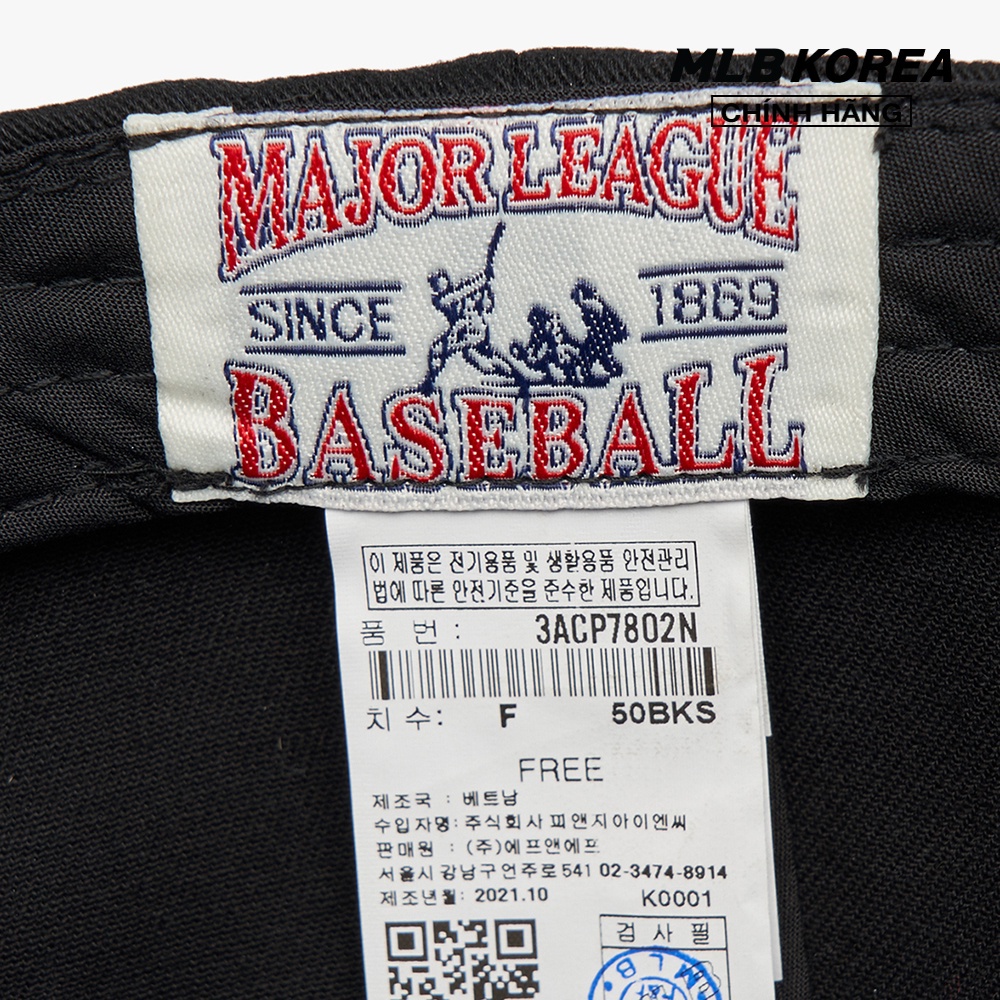 MLB KOREA
CHÍNH HÃNG
MAJOR LEAGUE
SINCE 1869
BASEBALL
이 제품은 전기용품 및 생활용품 안전관리
법에 따른 안전기준을 준수한 제품입니다.
품 번 : 3ACP7802N
치 수: F 50BKS
FREE
제조국 : 베트남
수입자명: 주식회사 피앤지아이엔씨
판매원 : (주)에프앤에프
서울시 강남구 언주로 541 02-3474-8914
제조년월: 2021.10 K0001
검 사 필
MLB